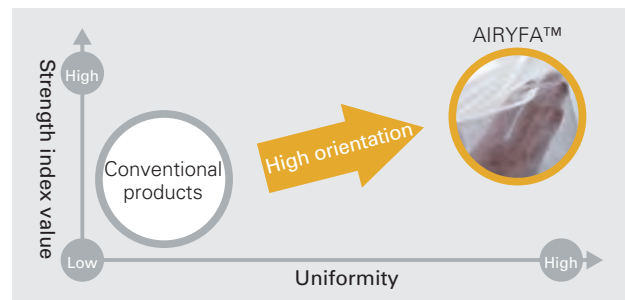 AIRYFA™
High
Strength index value
Conventional
products
High orientation
Low
High
Uniformity